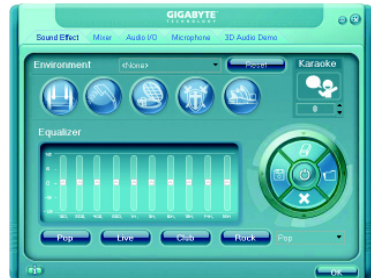 GIGABYTE
TECHNOLOGY
Sound Effect Mixer Audio I/O Microphone 3D Audio Demo
Environment <None> Reset Karaoke
0
Equalizer
Pop Live Club Rock Pop
OK